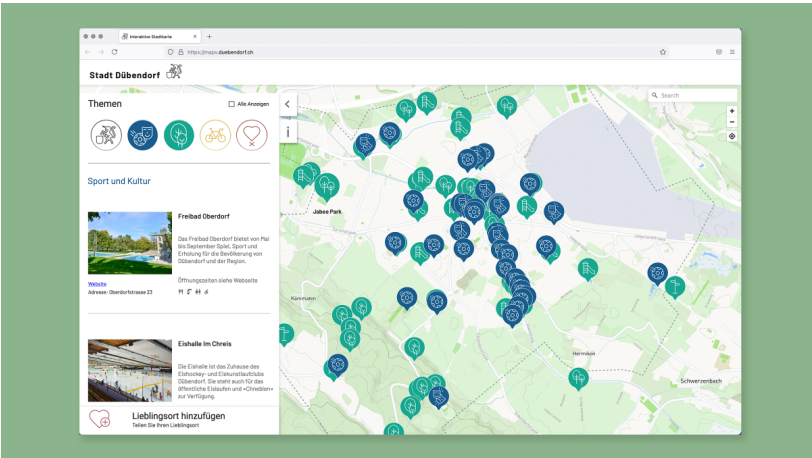 Interaktive Stadtkarte
https://maps.duebendorf.ch
Stadt Dübendorf
Themen
Alle Anzeigen
Search
i
Sport und Kultur
Freibad Oberdorf
Das Freibad Oberdorf bietet von Mai
bis September Spiel, Sport und
Erholung für die Bevölkerung von
Dübendorf und der Region.
Öffnungszeiten siehe Webseite
Website
Adresse: Oberdorfstrasse 23
Eishalle Im Chreis
Die Eishalle ist das Zuhause des
Eishockey- und Eiskunstlaufclubs
Dübendorf. Sie steht auch für das
öffentliche Eislaufen und «Chneblen»
zur Verfügung.
Lieblingsort hinzufügen
Teilen Sie Ihren Lieblingsort
Jabee Park
Kämmaten
Hermikon
Schwerzenbach